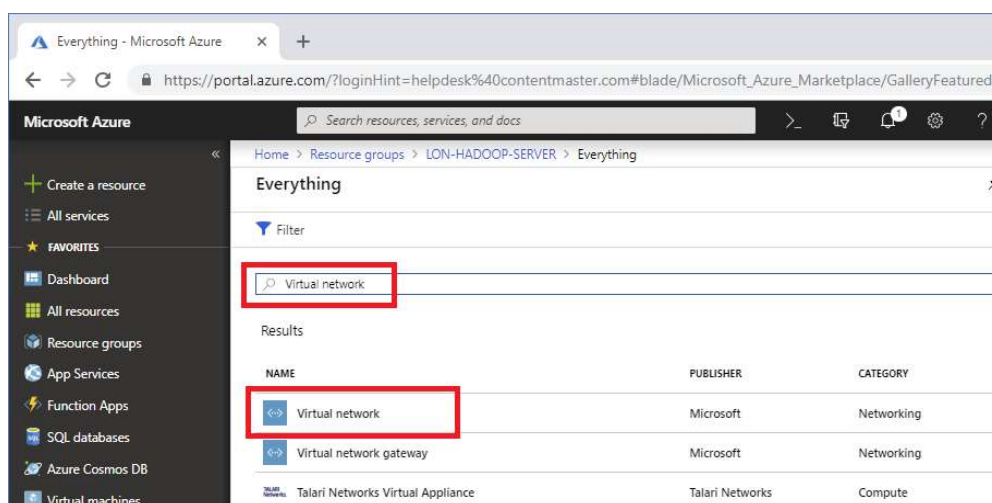 Everything - Microsoft Azure
https://portal.azure.com/?loginHint=helpdesk%40contentmaster.com#blade/Microsoft_Azure_Marketplace/GalleryFeatured
Microsoft Azure
Search resources, services, and docs
1
?
Home > Resource groups > LON-HADOOP-SERVER > Everything
Everything
Create a resource
All services
FAVORITES
Dashboard
All resources
Resource groups
App Services
Function Apps
SQL databases
Azure Cosmos DB
Virtual machines
Filter
Virtual network
Results
NAME PUBLISHER CATEGORY
Virtual network Microsoft Networking
Virtual network gateway Microsoft Networking
Talari Networks Virtual Appliance Talari Networks Compute